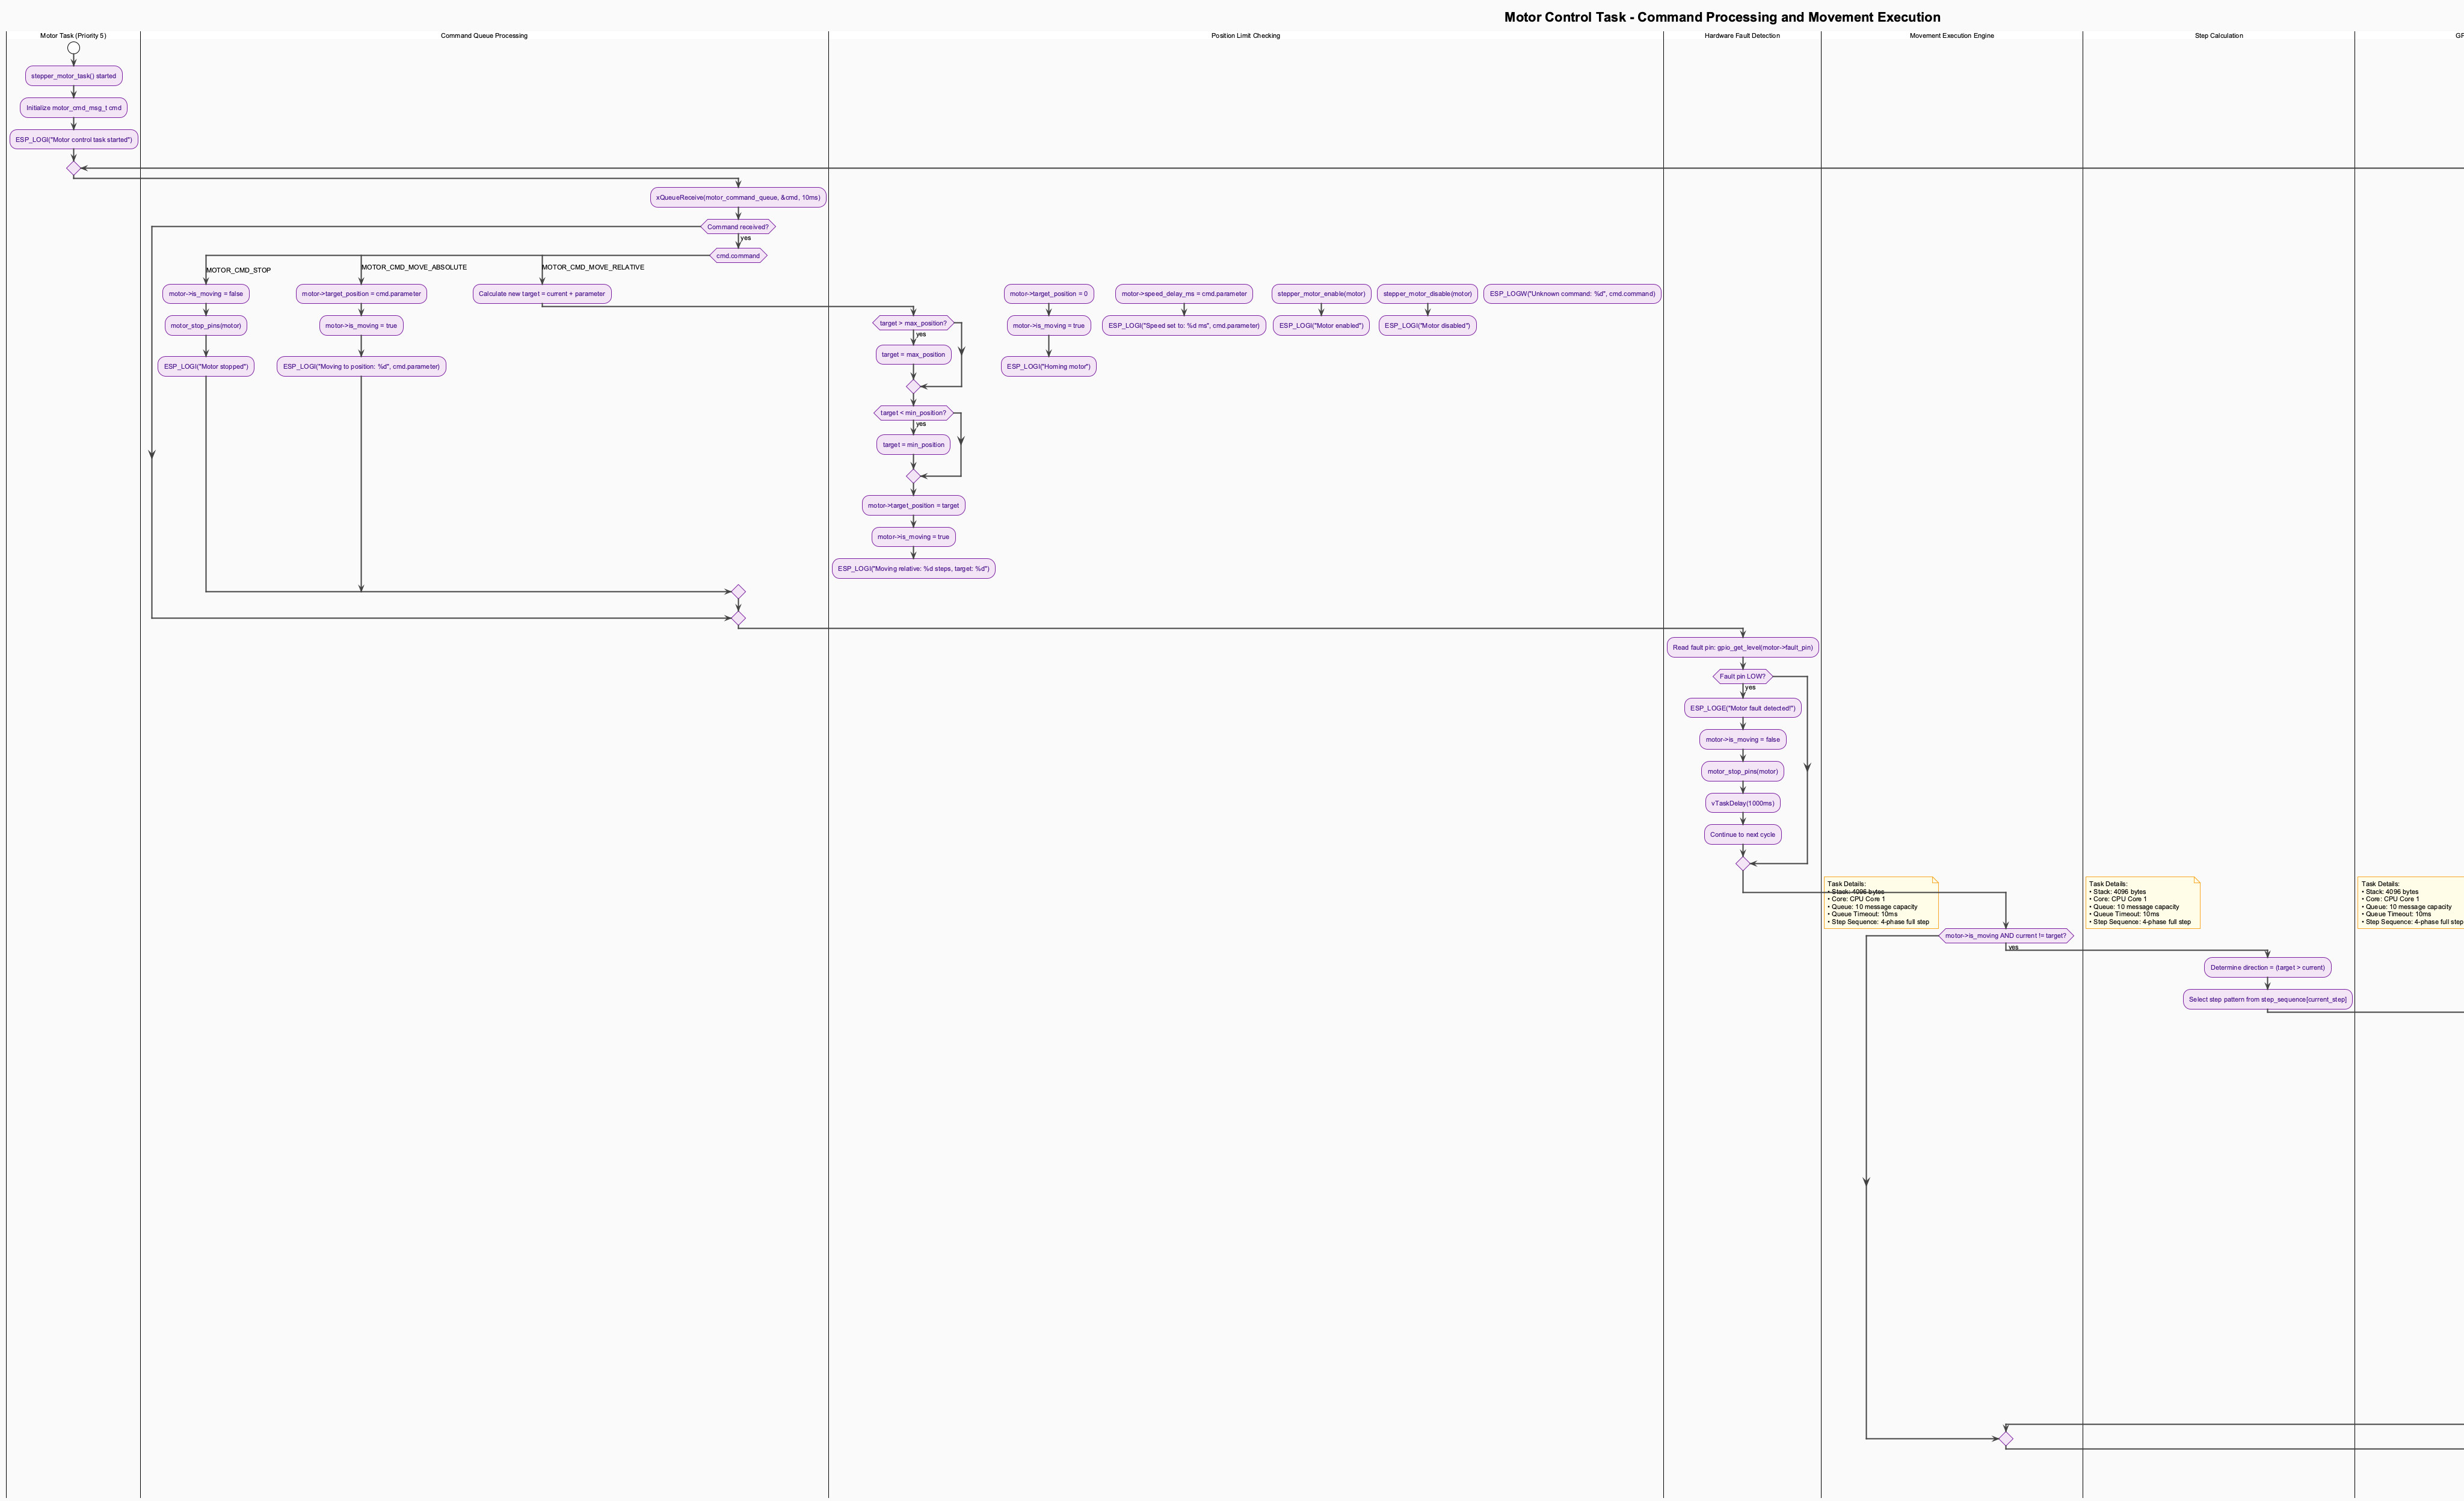 Motor Control Task - Command Processing and Movement Execution
Motor Task (Priority 5)
Command Queue Processing
Position Limit Checking
Hardware Fault Detection
Movement Execution Engine
Step Calculation
stepper_motor_task() started
Initialize motor_cmd_msg_t cmd
ESP_LOGI("Motor control task started")
xQueueReceive(motor_command_queue, &cmd, 10ms)
Command received?
yes
cmd.command
MOTOR_CMD_STOP
MOTOR_CMD_MOVE_ABSOLUTE
MOTOR_CMD_MOVE_RELATIVE
motor->is_moving = false
motor_stop_pins(motor)
ESP_LOGI("Motor stopped")
motor->target_position = cmd.parameter
motor->is_moving = true
ESP_LOGI("Moving to position: %d", cmd.parameter)
Calculate new target = current + parameter
target > max_position?
yes
target = max_position
target < min_position?
yes
target = min_position
motor->target_position = target
motor->is_moving = true
ESP_LOGI("Moving relative: %d steps, target: %d")
motor->target_position = 0
motor->is_moving = true
ESP_LOGI("Homing motor")
motor->speed_delay_ms = cmd.parameter
ESP_LOGI("Speed set to: %d ms", cmd.parameter)
stepper_motor_enable(motor)
ESP_LOGI("Motor enabled")
stepper_motor_disable(motor)
ESP_LOGI("Motor disabled")
ESP_LOGW("Unknown command: %d", cmd.command)
Read fault pin: gpio_get_level(motor->fault_pin)
Fault pin LOW?
yes
ESP_LOGE("Motor fault detected!")
motor->is_moving = false
motor_stop_pins(motor)
vTaskDelay(1000ms)
Continue to next cycle
Task Details:
• Stack: 4096 bytes
• Core: CPU Core 1
• Queue: 10 message capacity
• Queue Timeout: 10ms
• Step Sequence: 4-phase full step
motor->is_moving AND current != target?
yes
Task Details:
• Stack: 4096 bytes
• Core: CPU Core 1
• Queue: 10 message capacity
• Queue Timeout: 10ms
• Step Sequence: 4-phase full step
Determine direction = (target > current)
Select step pattern from step_sequence[current_step]
Task Details:
• Stack: 4096 bytes
• Core: CPU Core 1
• Queue: 10 message capacity
• Queue Timeout: 10ms
• Step Sequence: 4-phase full step